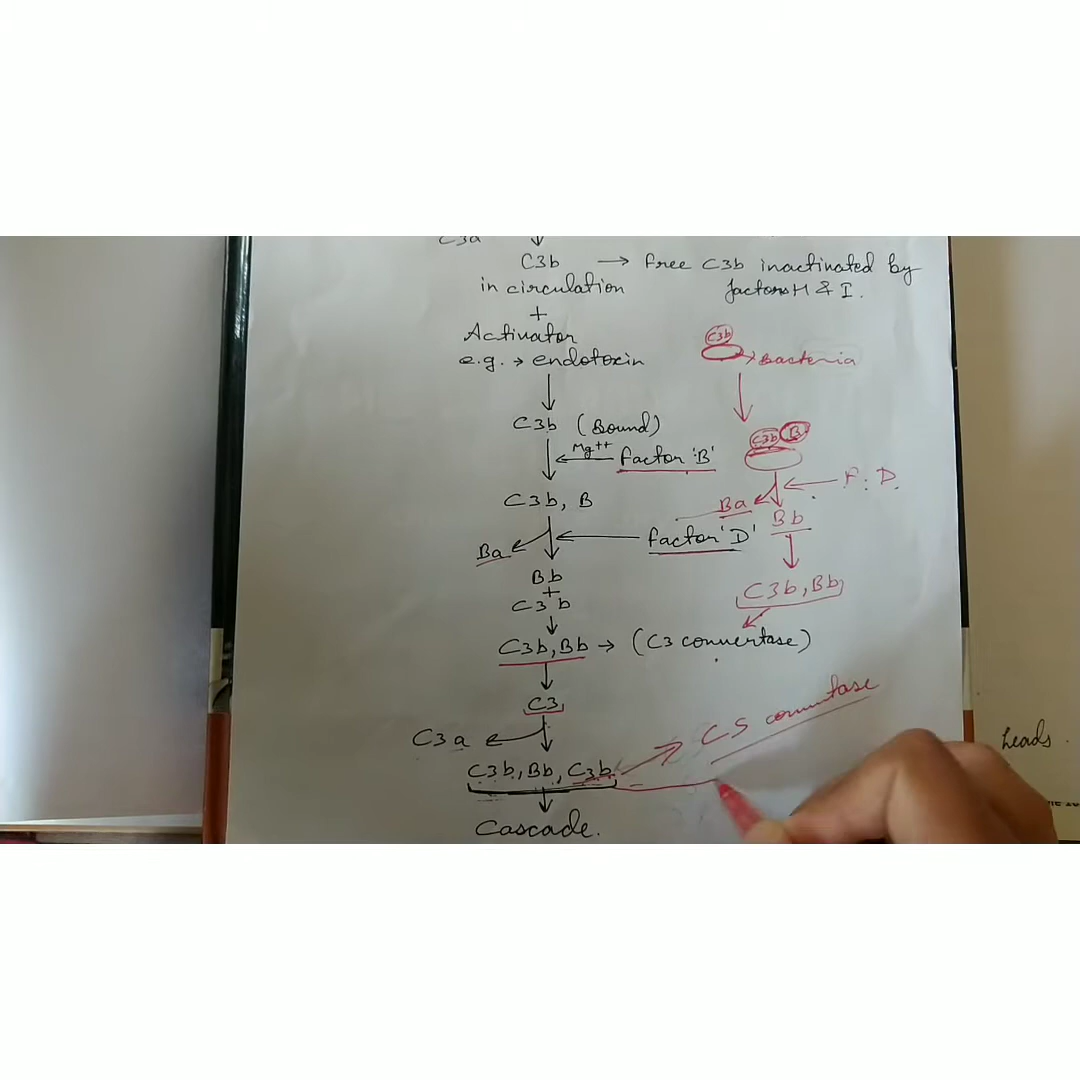 C3a
C3b → free C3b inactivated by
in circulation factors H & I.
+
Activator
e.g. → endotoxin
C3b
→ Bacteria
C3b (Bound)
Mg++
factor 'B'
C3b B
C3b, B
F. D.
Ba
Bb
Ba
factor 'D'
Bb
+
C3b
C3b, Bb
C3b, Bb → (C3 convertase)
C3
C3a
C5 convertase
C3b, Bb, C3b
Cascade.
leads